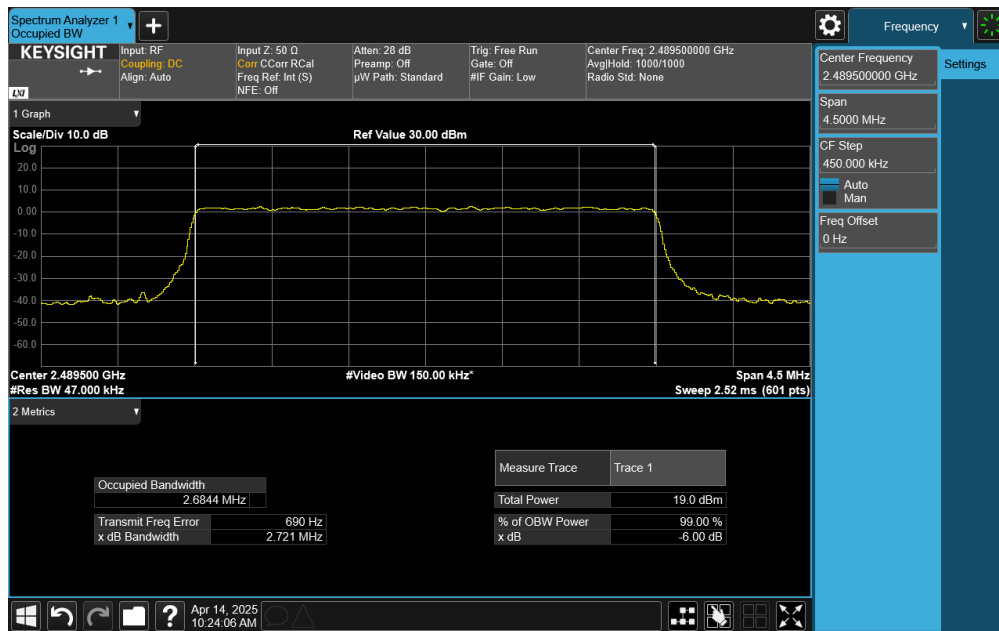 Spectrum Analyzer 1
Occupied BW
Frequency
KEYSIGHT
LXI
Input: RF
Coupling: DC
Align: Auto
Input Z: 50 Ω
Corr CCorr RCal
Freq Ref: Int (S)
NFE: Off
Atten: 28 dB
Preamp: Off
µW Path: Standard
Trig: Free Run
Gate: Off
#IF Gain: Low
Center Freq: 2.489500000 GHz
Avg|Hold: 1000/1000
Radio Std: None
Center Frequency
2.489500000 GHz
Settings
Span
4.5000 MHz
CF Step
450.000 kHz
Auto
Man
Freq Offset
0 Hz
1 Graph
Scale/Div 10.0 dB
Ref Value 30.00 dBm
Log
20.0
10.0
0.00
-10.0
-20.0
-30.0
-40.0
-50.0
-60.0
Center 2.489500 GHz
#Video BW 150.00 kHz*
Span 4.5 MHz
#Res BW 47.000 kHz
Sweep 2.52 ms (601 pts)
2 Metrics
Measure Trace Trace 1
Occupied Bandwidth
2.6844 MHz
Total Power 19.0 dBm
Transmit Freq Error 690 Hz
% of OBW Power 99.00 %
x dB Bandwidth 2.721 MHz
x dB -6.00 dB
?
Apr 14, 2025
10:24:06 AM